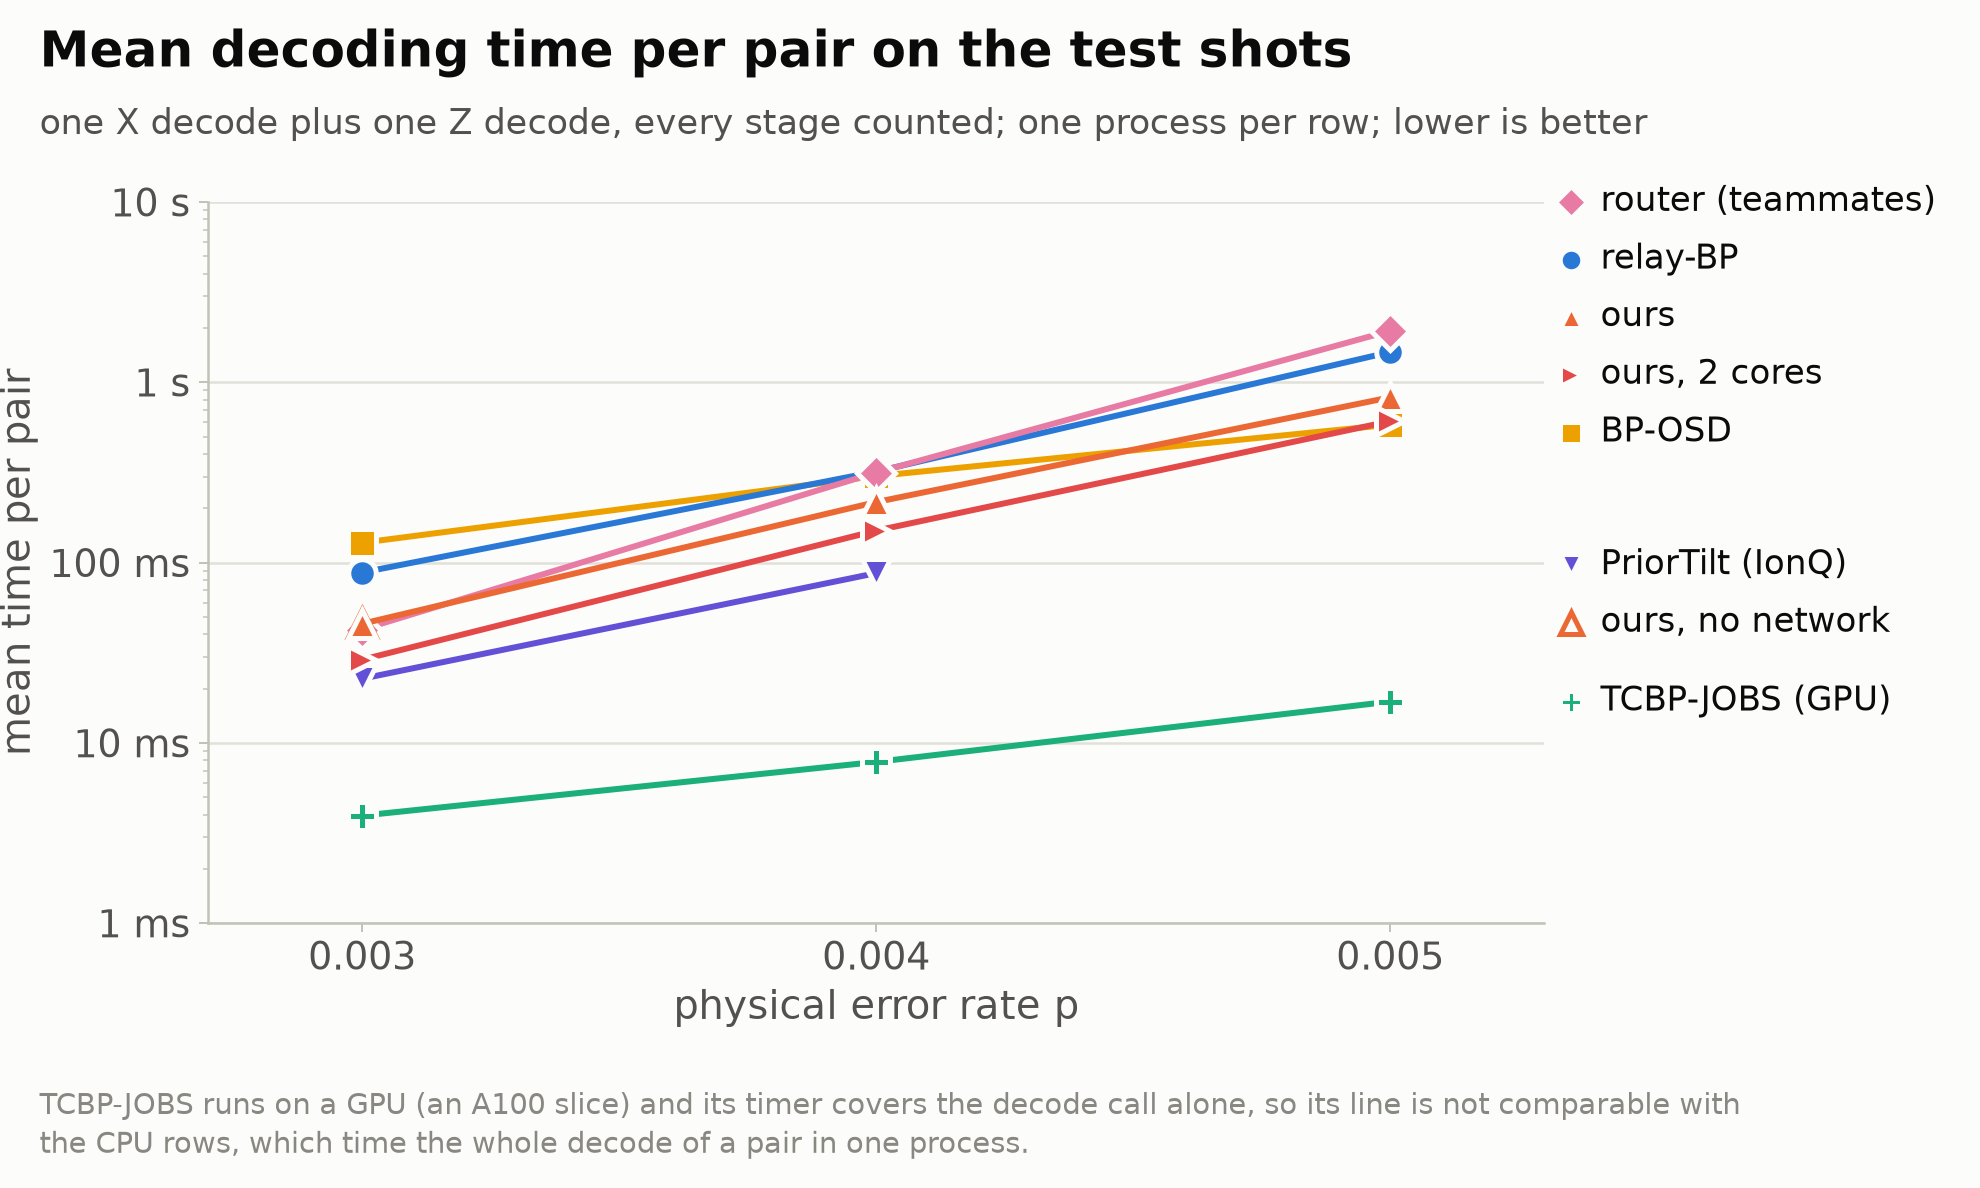 Mean decoding time per pair on the test shots
one X decode plus one Z decode, every stage counted; one process per row; lower is better
mean time per pair
10 s
1 s
100 ms
10 ms
1 ms
0.003
0.004
0.005
physical error rate p
router (teammates)
relay-BP
ours
ours, 2 cores
BP-OSD
PriorTilt (IonQ)
ours, no network
TCBP-JOBS (GPU)
TCBP-JOBS runs on a GPU (an A100 slice) and its timer covers the decode call alone, so its line is not comparable with
the CPU rows, which time the whole decode of a pair in one process.